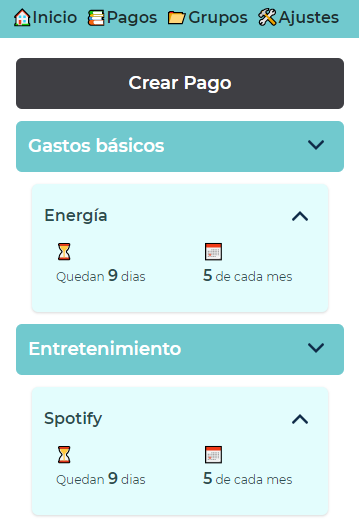 Inicio Pagos Grupos Ajustes
Crear Pago
Gastos básicos
Energía
Quedan 9 dias 5 de cada mes
Entretenimiento
Spotify
Quedan 9 dias 5 de cada mes